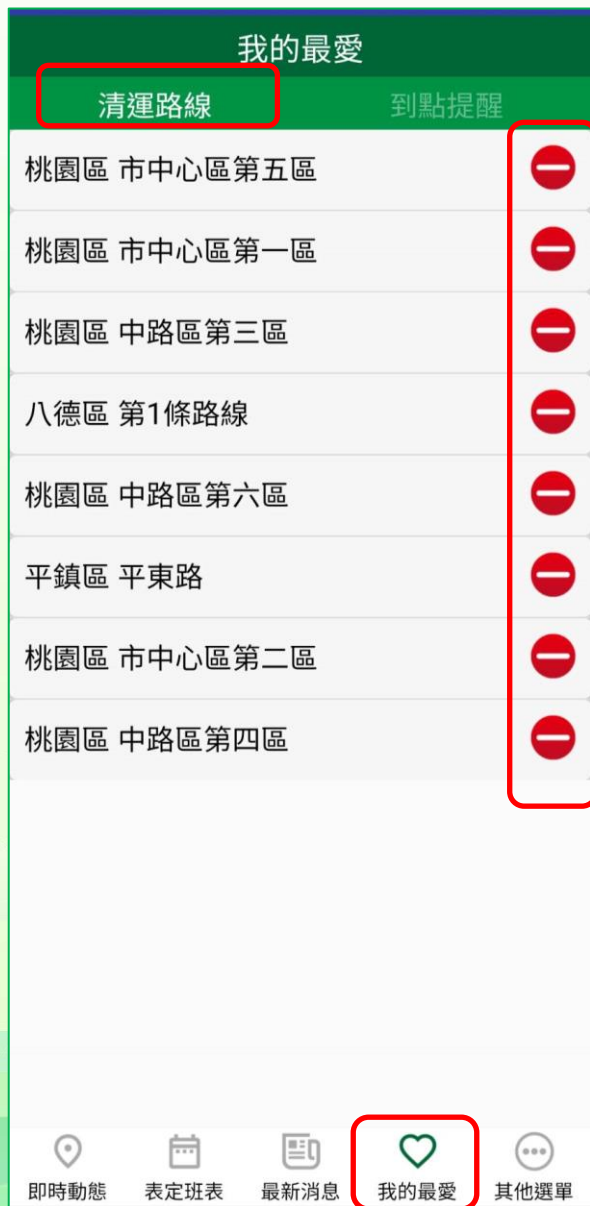 我的最愛
清運路線 到點提醒
桃園區 市中心區第五區
桃園區 市中心區第一區
桃園區 中路區第三區
八德區 第1條路線
桃園區 中路區第六區
平鎮區 平東路
桃園區 市中心區第二區
桃園區 中路區第四區
即時動態 表定班表 最新消息 我的最愛 其他選單